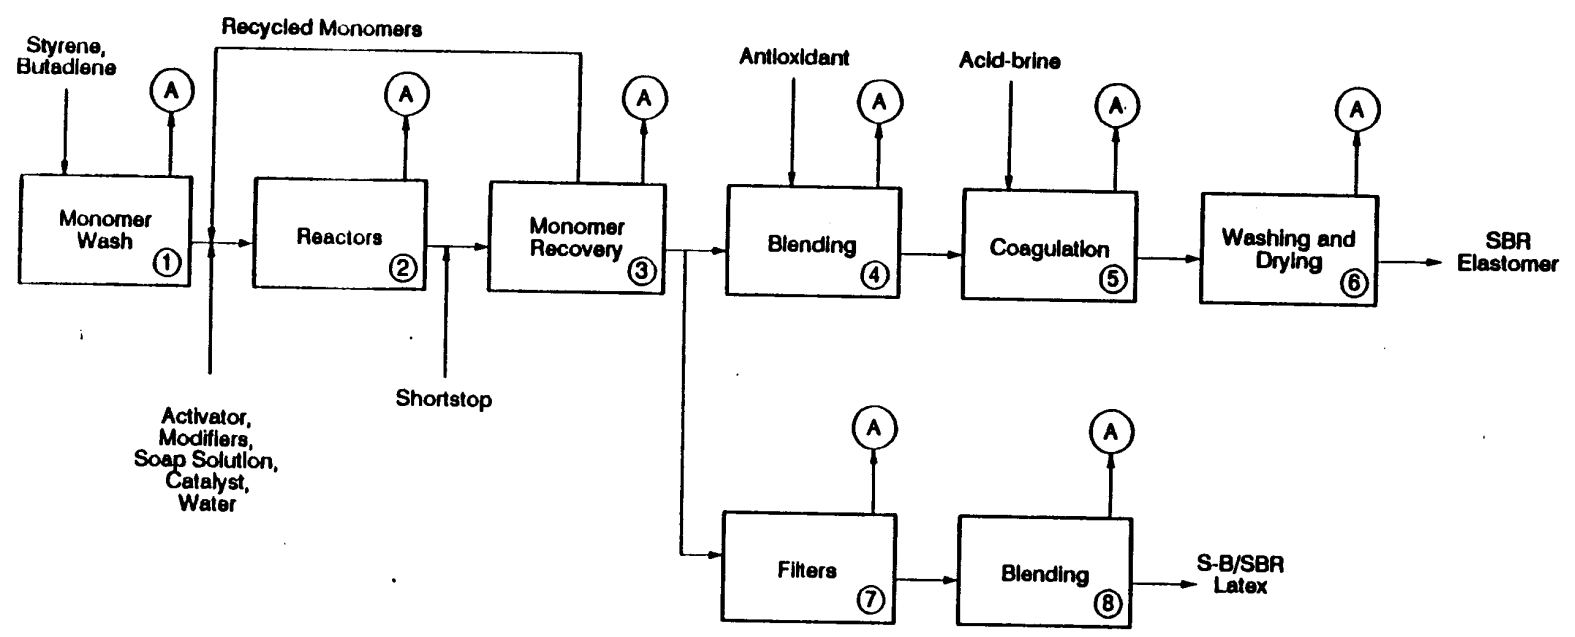 Recycled Monomers
Styrene,
Butadiene
A
A
A
Antioxidant
A
Acid-brine
A
A
Monomer
Wash
1
Reactors
2
Monomer
Recovery
3
Blending
4
Coagulation
5
Washing and
Drying
6
SBR
Elastomer
Activator,
Modifiers,
Soap Solution,
Catalyst,
Water
Shortstop
A
A
Filters
7
Blending
8
S-B/SBR
Latex